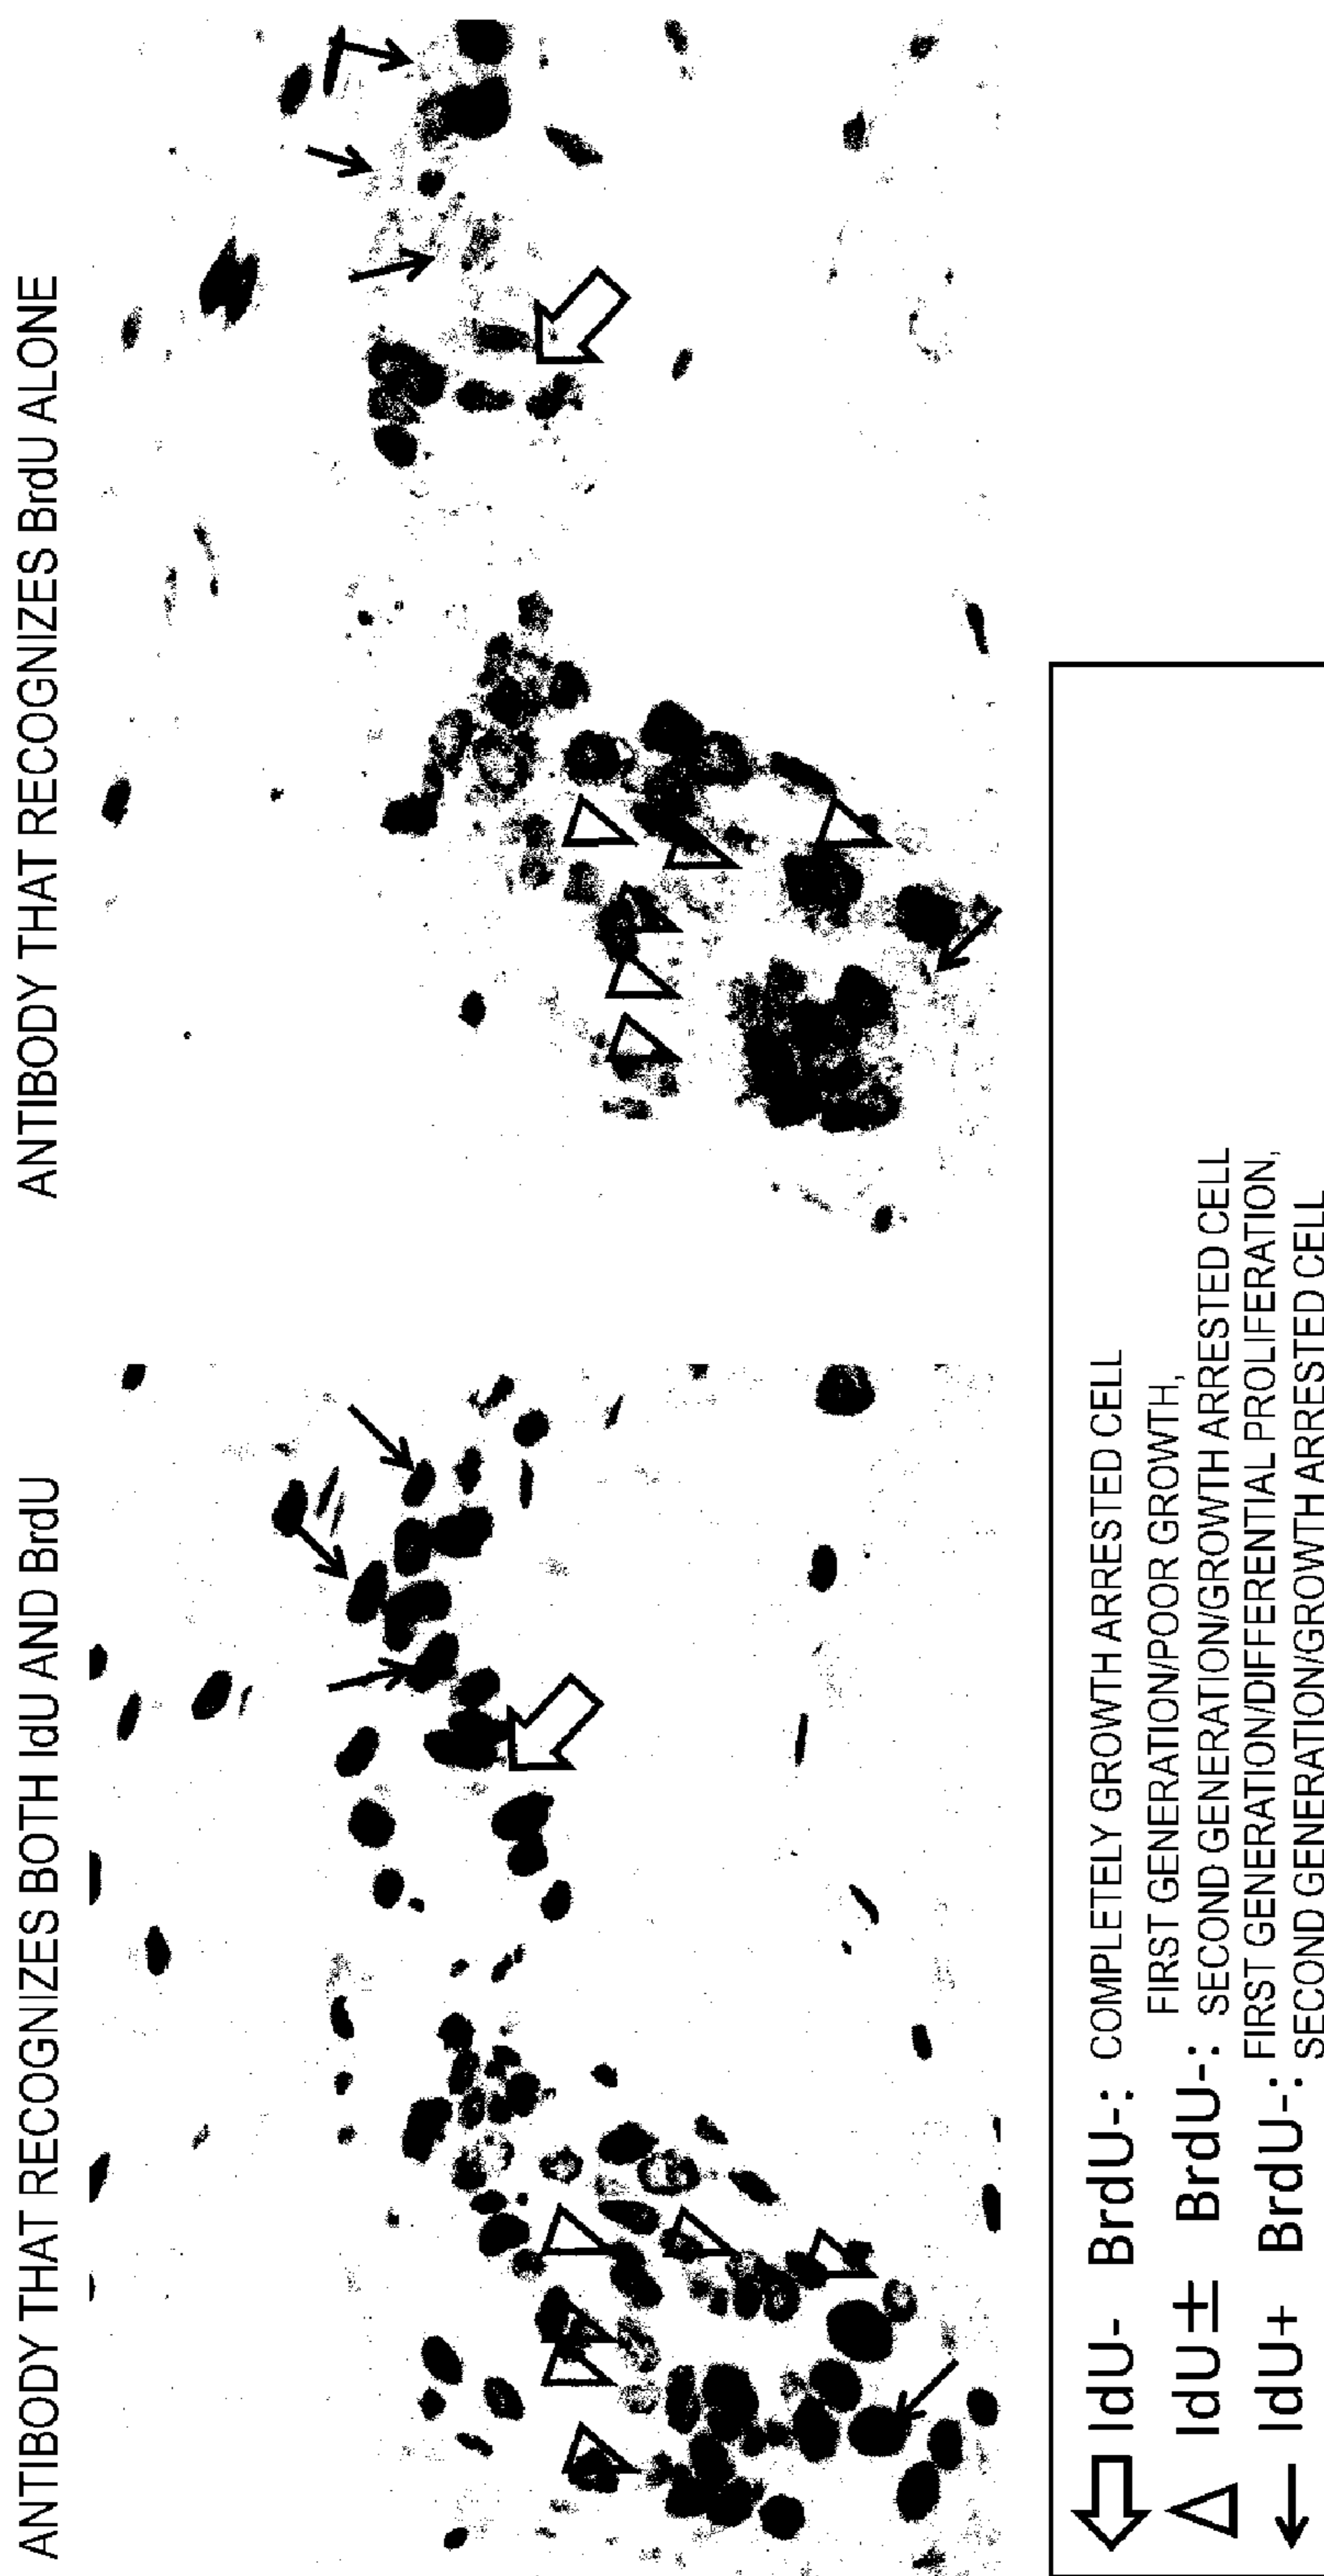 ANTIBODY THAT RECOGNIZES BOTH IdU AND BrdU
ANTIBODY THAT RECOGNIZES BrdU ALONE
IdU- BrdU-: COMPLETELY GROWTH ARRESTED CELL
FIRST GENERATION/POOR GROWTH,
IdU± BrdU-: SECOND GENERATION/GROWTH ARRESTED CELL
FIRST GENERATION/DIFFERENTIAL PROLIFERATION,
IdU+ BrdU-: SECOND GENERATION/GROWTH ARRESTED CELL